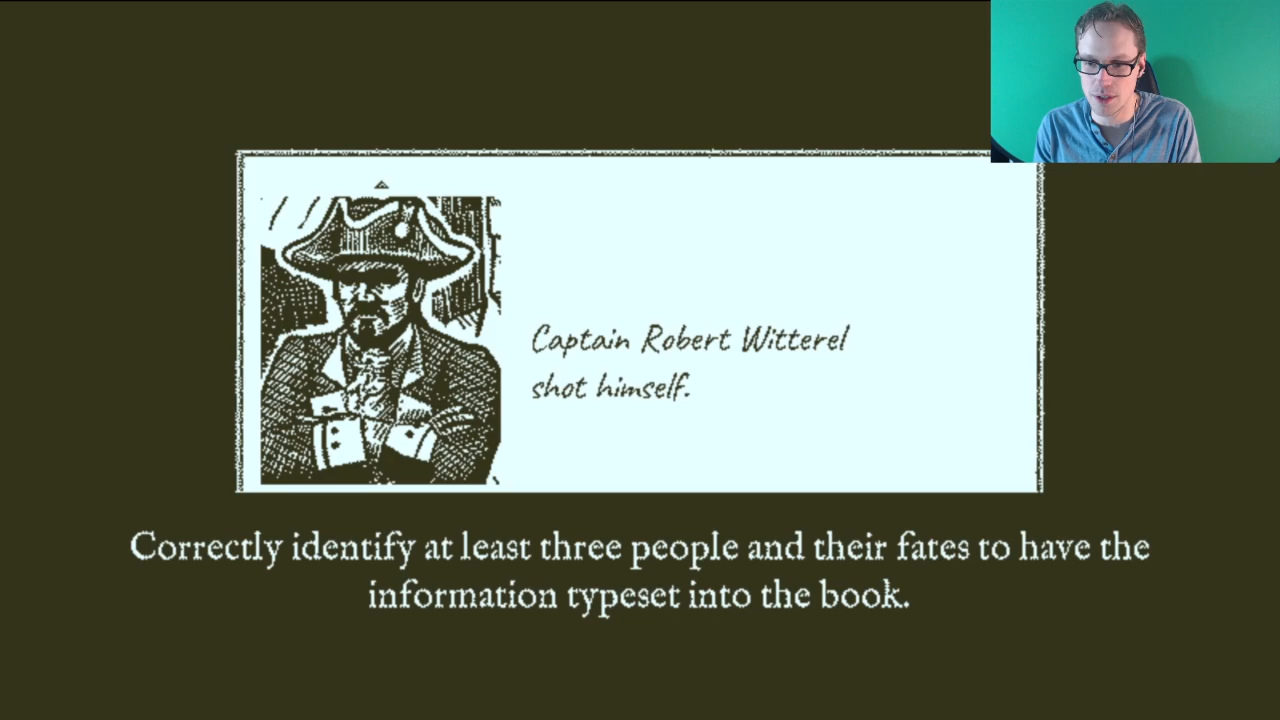 Captain Robert Witterel
shot himself.
Correctly identify at least three people and their fates to have the
information typeset into the book.